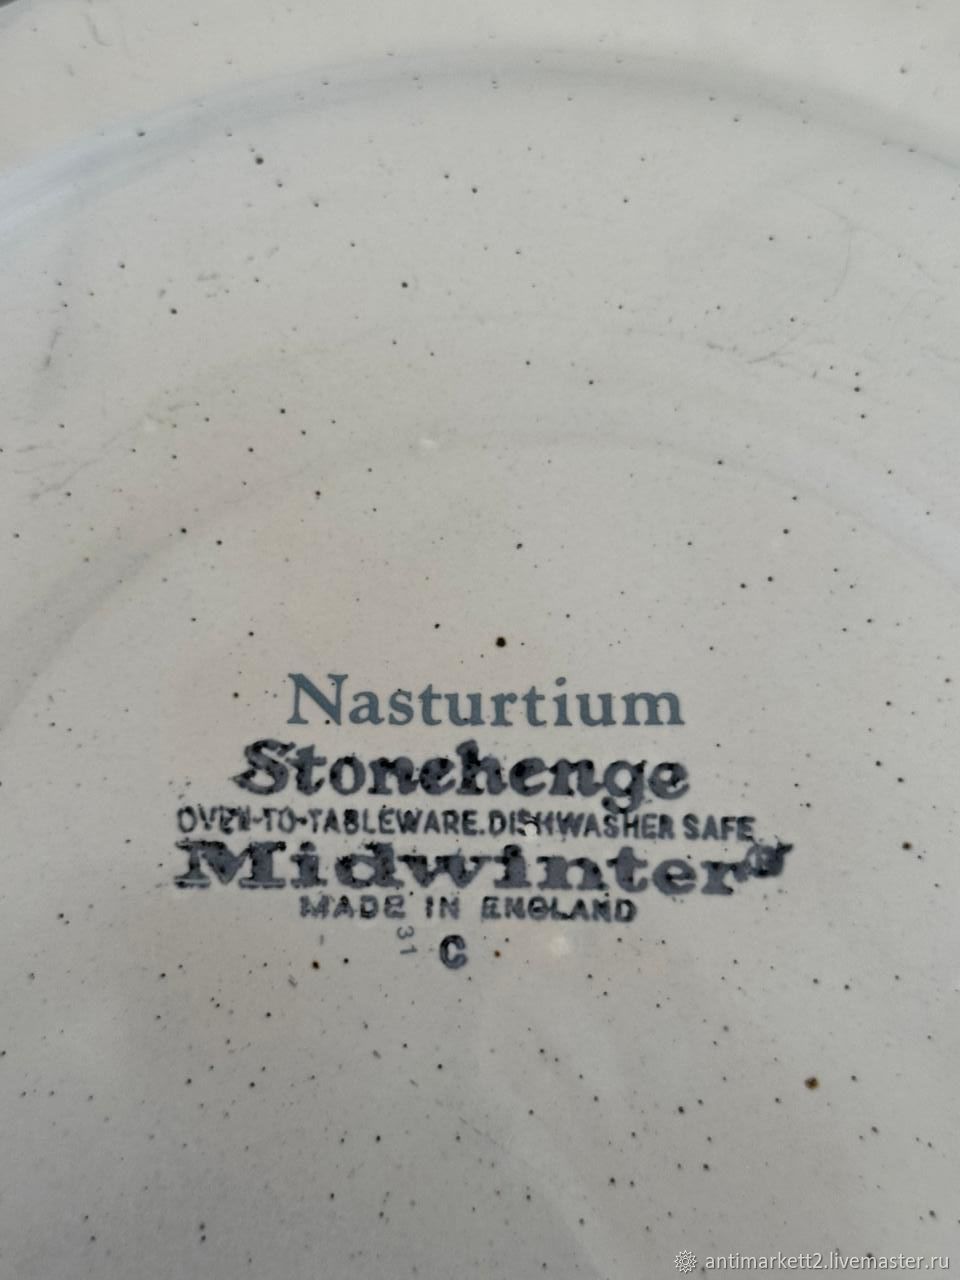 Nasturtium
Stonehenge
OVEN-TO-TABLEWARE.DISHWASHER SAFE
Midwinter
MADE IN ENGLAND
31
C
antimarkett2.livemaster.ru